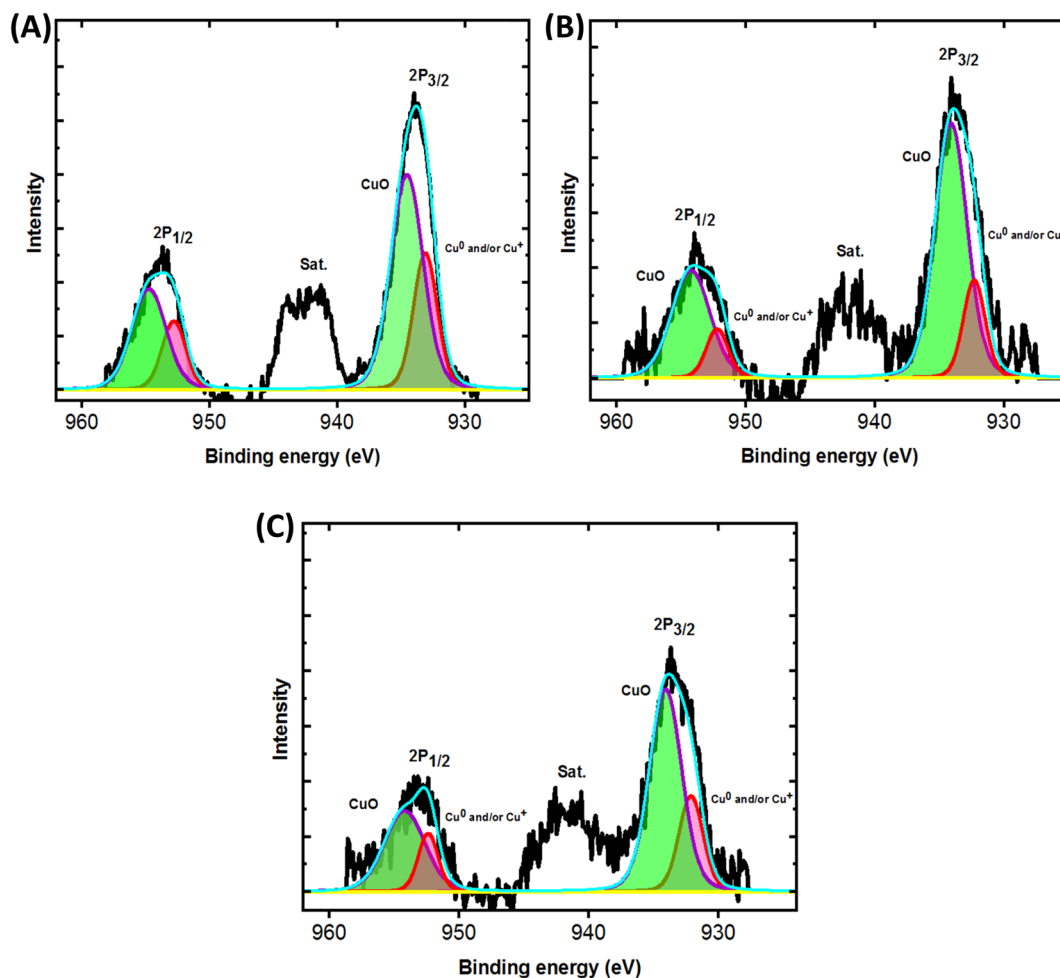 (A)
2P3/2
CuO
2P1/2
Sat.
Cu0 and/or Cu+
Intensity
960
950
940
930
Binding energy (eV)
(B)
2P3/2
CuO
2P1/2
Sat.
Cu0 and/or Cu
CuO
Cu0 and/or Cu+
Intensity
960
950
940
930
Binding energy (eV)
(C)
2P3/2
CuO
2P1/2
Sat.
CuO
Cu0 and/or Cu+
Cu0 and/or Cu+
Intensity
960
950
940
930
Binding energy (eV)